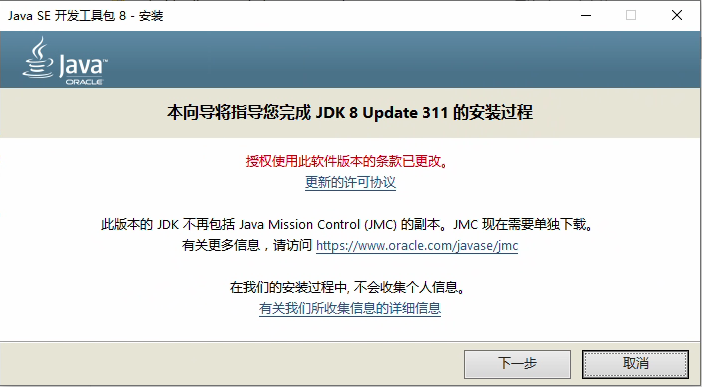 Java SE 开发工具包 8 - 安装
Java™
ORACLE
本向导将指导您完成 JDK 8 Update 311 的安装过程
授权使用此软件版本的条款已更改。
更新的许可协议
此版本的 JDK 不再包括 Java Mission Control (JMC) 的副本。JMC 现在需要单独下载。
有关更多信息，请访问 https://www.oracle.com/javase/jmc
在我们的安装过程中, 不会收集个人信息。
有关我们所收集信息的详细信息
下一步
取消